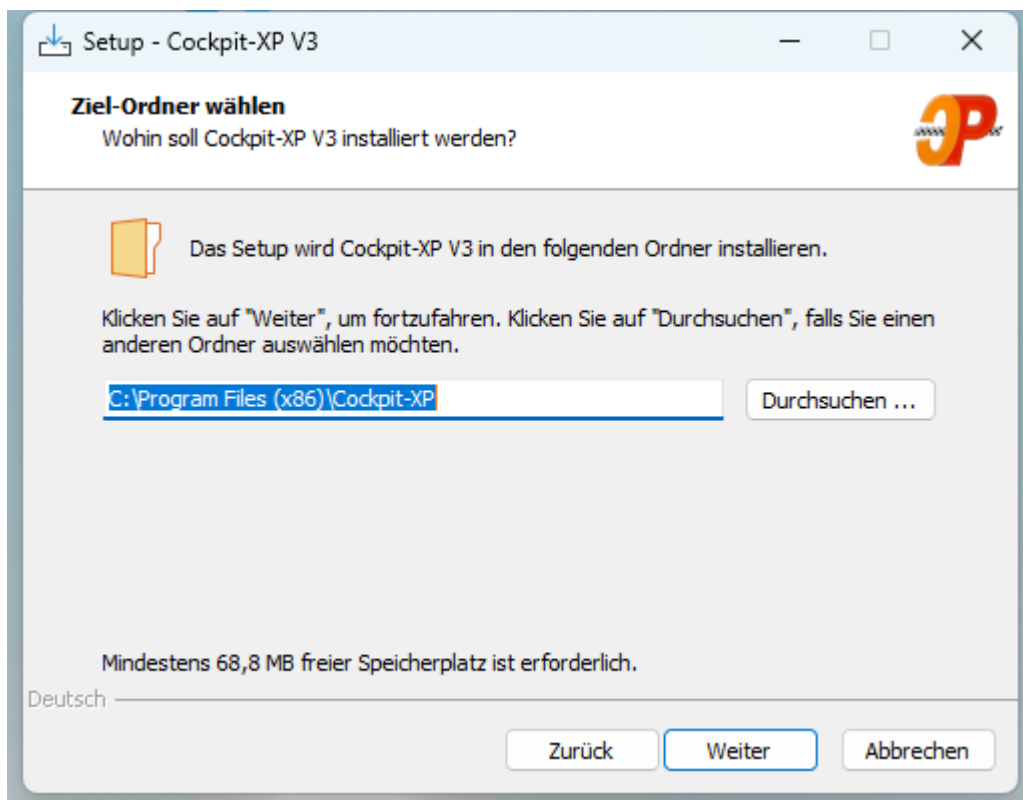 Setup - Cockpit-XP V3
Ziel-Ordner wählen
Wohin soll Cockpit-XP V3 installiert werden?
Das Setup wird Cockpit-XP V3 in den folgenden Ordner installieren.
Klicken Sie auf "Weiter", um fortzufahren. Klicken Sie auf "Durchsuchen", falls Sie einen
anderen Ordner auswählen möchten.
C:\Program Files (x86)\Cockpit-XP
Durchsuchen ...
Mindestens 68,8 MB freier Speicherplatz ist erforderlich.
Deutsch
Zurück
Weiter
Abbrechen